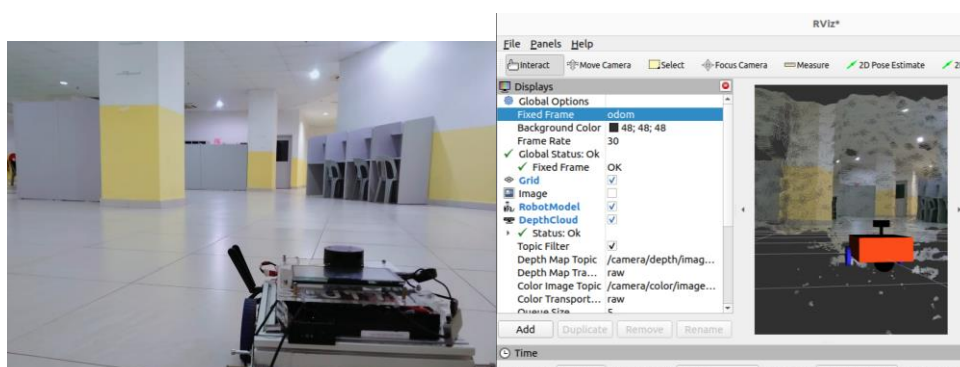 RViz*
File Panels Help
Interact Move Camera Select Focus Camera Measure 2D Pose Estimate
Displays
Global Options
Fixed Frame odom
Background Color 48; 48; 48
Frame Rate 30
Global Status: Ok
Fixed Frame OK
Grid
Image
RobotModel
DepthCloud
Status: Ok
Topic Filter
Depth Map Topic /camera/depth/imag...
Depth Map Tra... raw
Color Image Topic /camera/color/image...
Color Transport... raw
Queue Size 5
Add Duplicate Remove Rename
Time